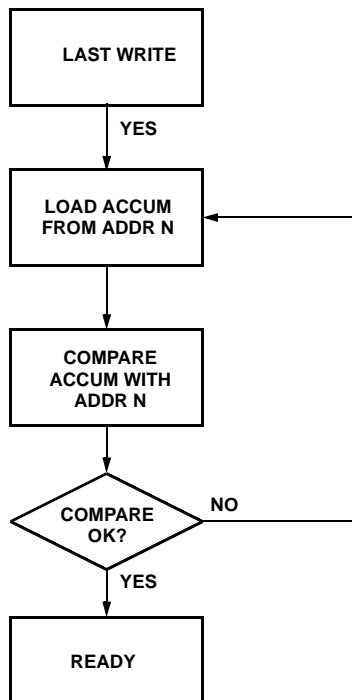 LAST WRITE
YES
LOAD ACCUM
FROM ADDR N
COMPARE
ACCUM WITH
ADDR N
COMPARE
OK?
NO
YES
READY